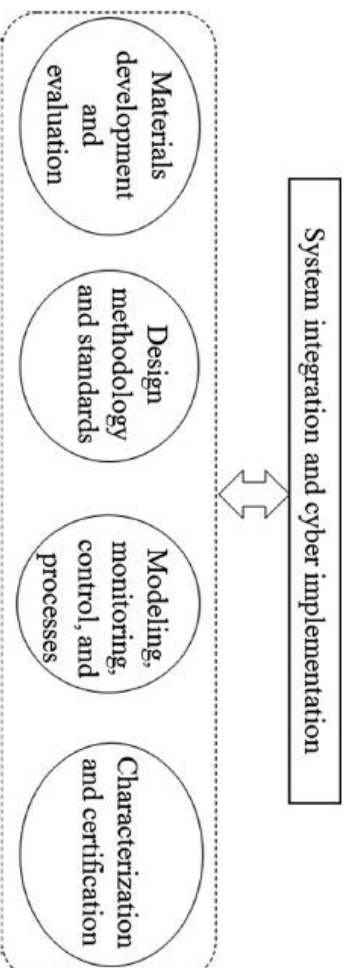 System integration and cyber implementation
Materials
development
and
evaluation
Design
methodology
and standards
Modeling,
monitoring,
control, and
processes
Characterization
and certification